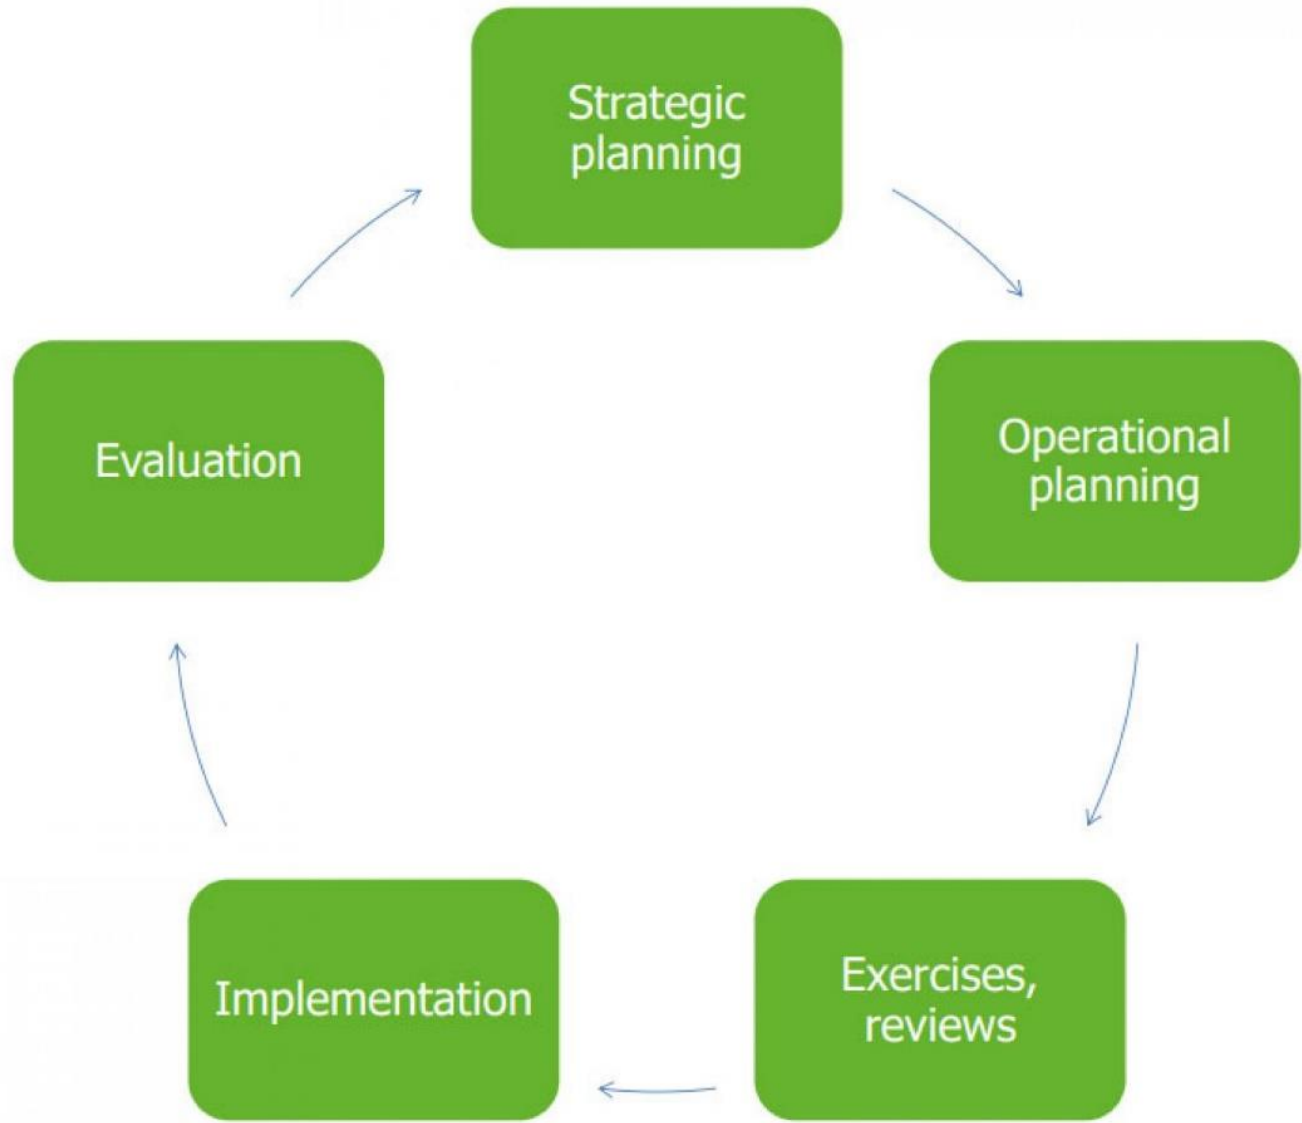 Strategic
planning
Operational
planning
Exercises,
reviews
Implementation
Evaluation